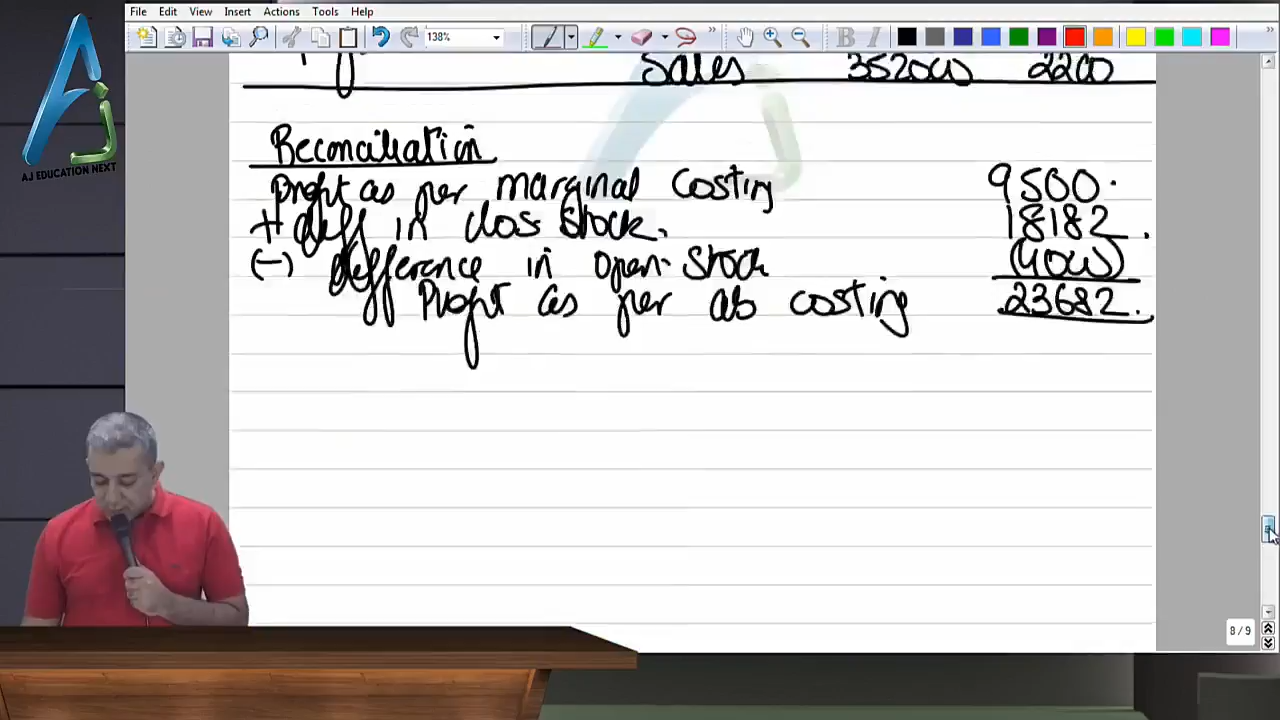 File Edit View Insert Actions Tools Help
138%
B I
Sales 352000 2200
Reconciliation
Profit as per marginal costing 9500.
+ diff in clos. stock. 18182.
(-) difference in open. stock (4000)
Profit as per ab costing 23682.
AJ EDUCATION NEXT
8 / 9